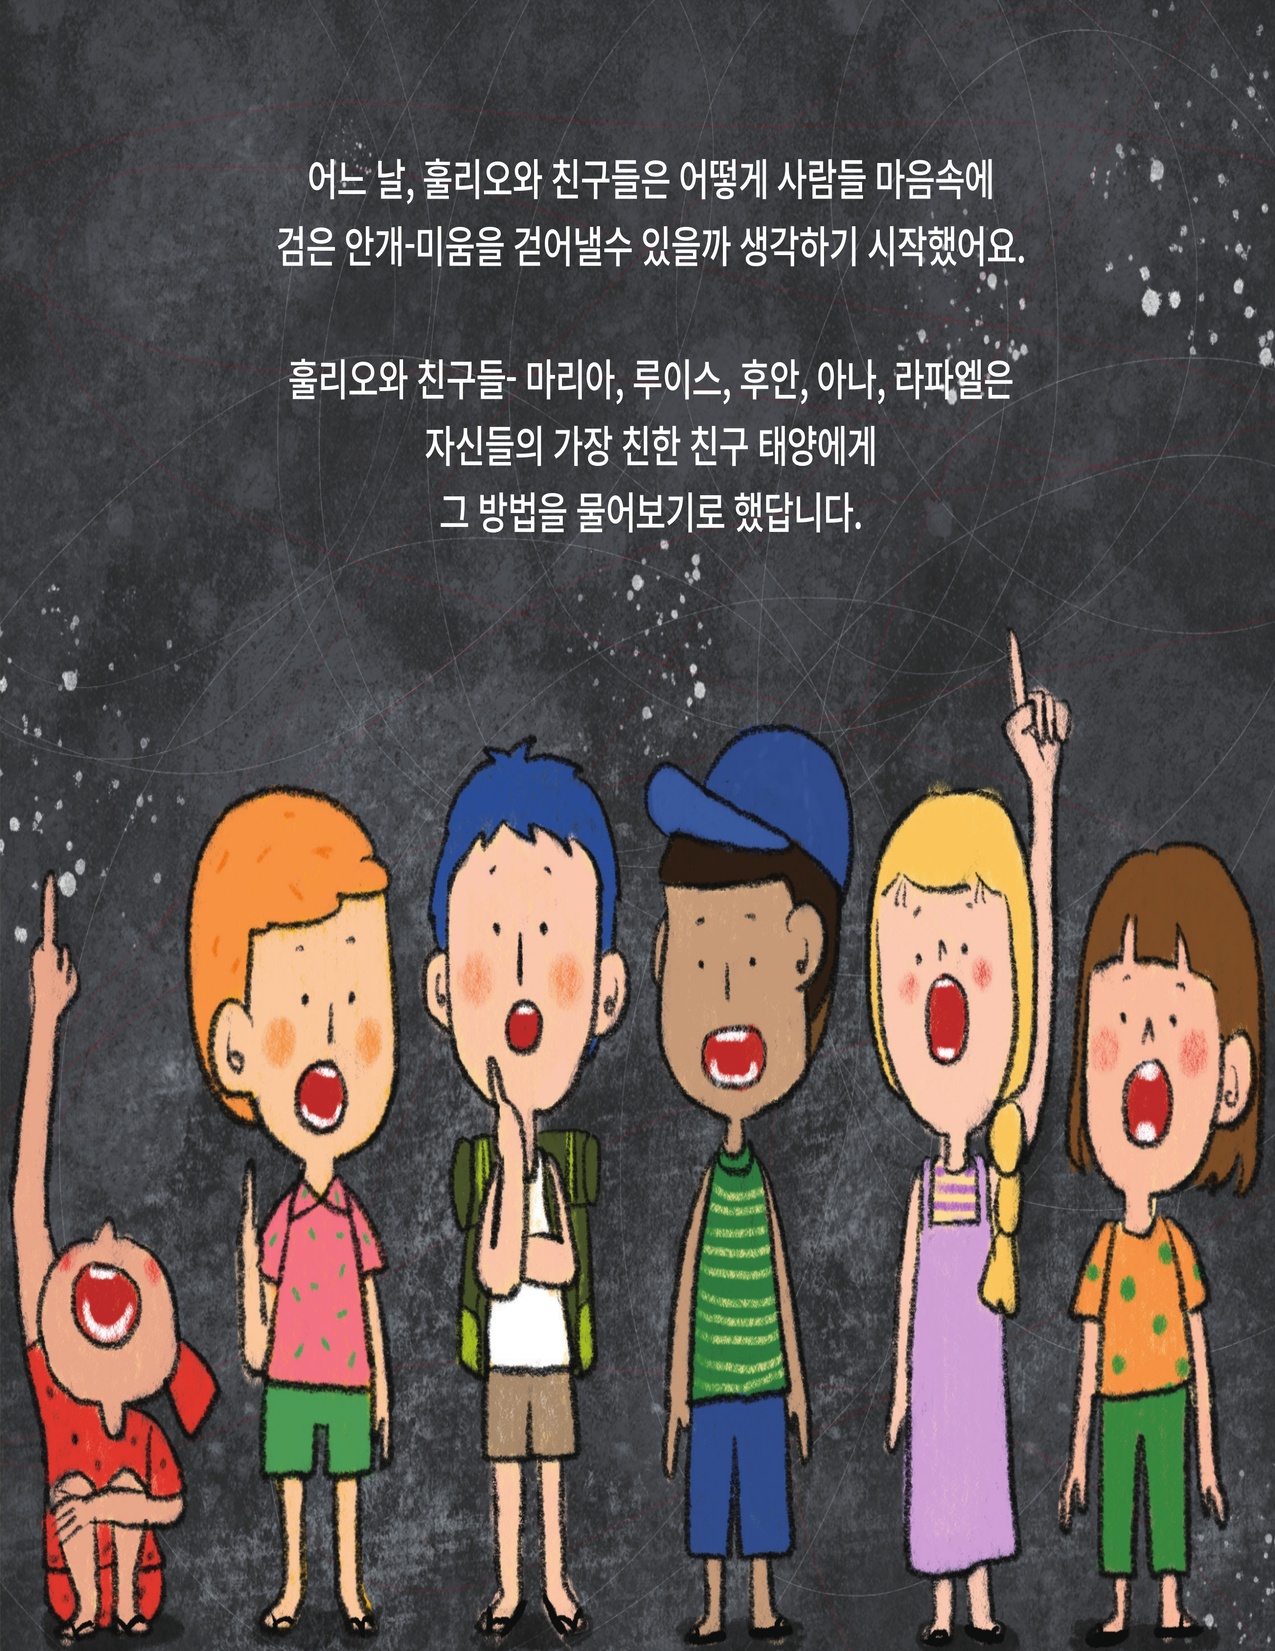 어느 날, 훌리오와 친구들은 어떻게 사람들 마음속에
검은 안개-미움을 걷어낼수 있을까 생각하기 시작했어요.
훌리오와 친구들- 마리아, 루이스, 후안, 아나, 라파엘은
자신들의 가장 친한 친구 태양에게
그 방법을 물어보기로 했답니다.